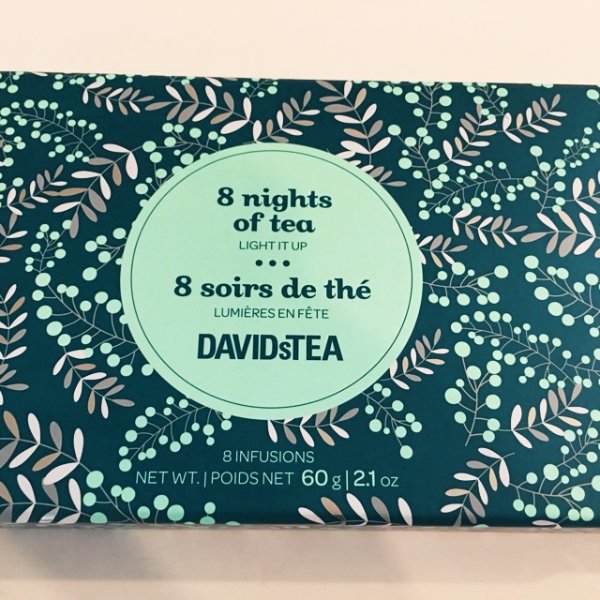 8 nights
of tea
LIGHT IT UP
•••
8 soirs de thé
LUMIÈRES EN FÊTE
DAVIDsTEA
8 INFUSIONS
NET WT. | POIDS NET 60 g | 2.1 oz